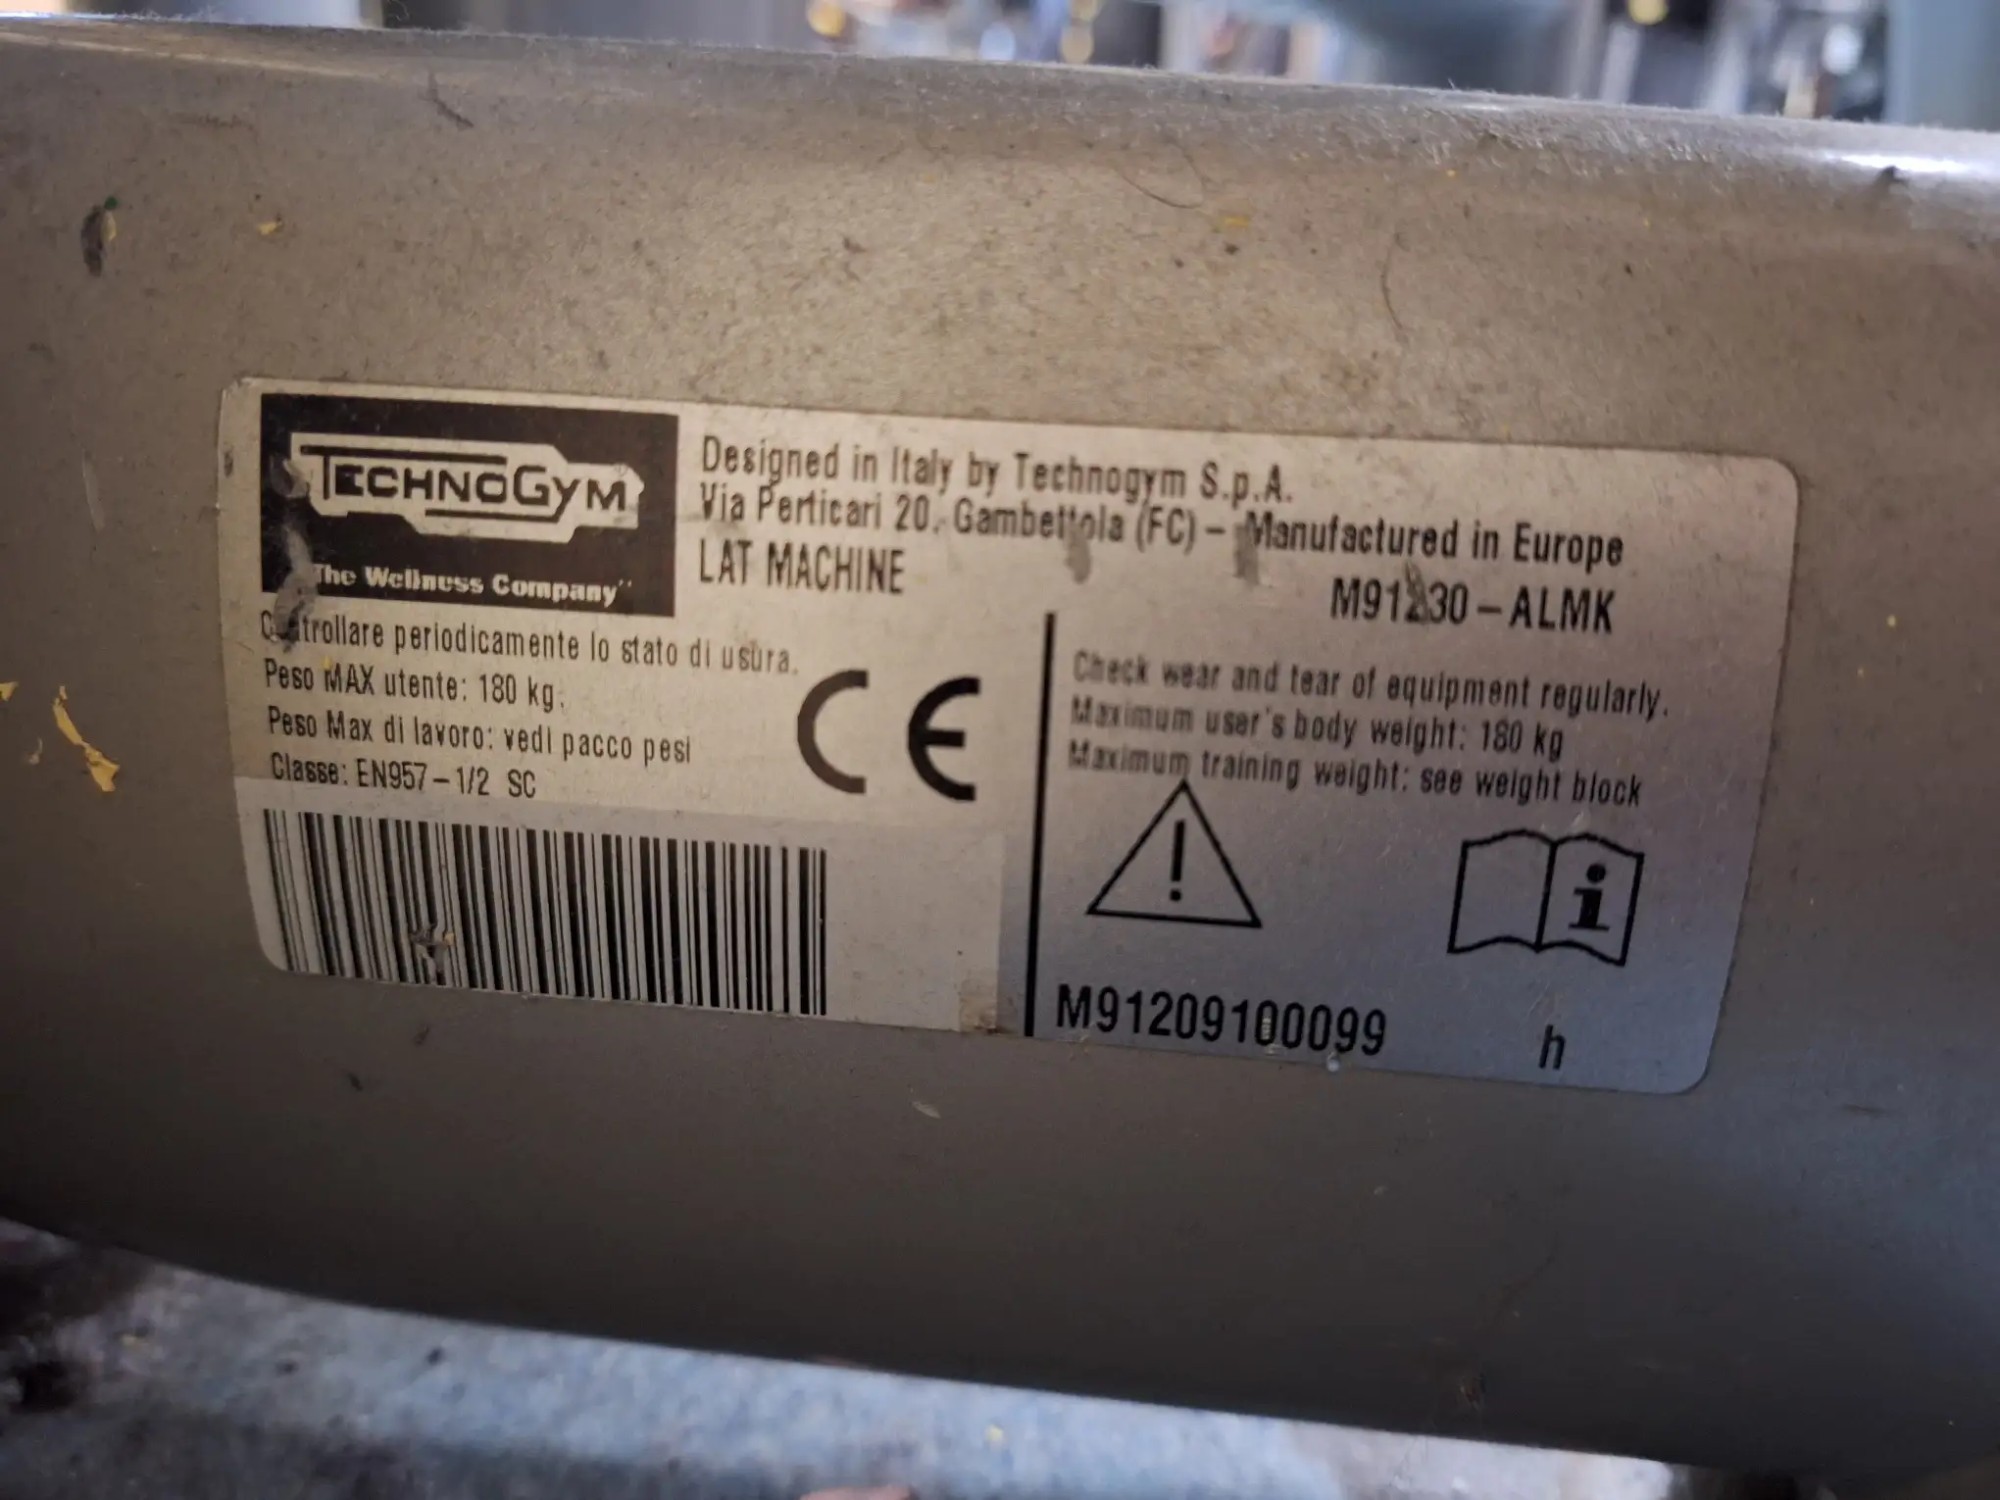 TECHNOGYM
The Wellness Company"
Designed in Italy by Technogym S.p.A.
Via Perticari 20, Gambettola (FC) – Manufactured in Europe
LAT MACHINE
M91230–ALMK
Controllare periodicamente lo stato di usura.
Peso MAX utente: 180 kg.
Peso Max di lavoro: vedi pacco pesi
Classe: EN957–1/2 SC
CE
Check wear and tear of equipment regularly.
Maximum user's body weight: 180 kg
Maximum training weight: see weight block
M91209100099
h